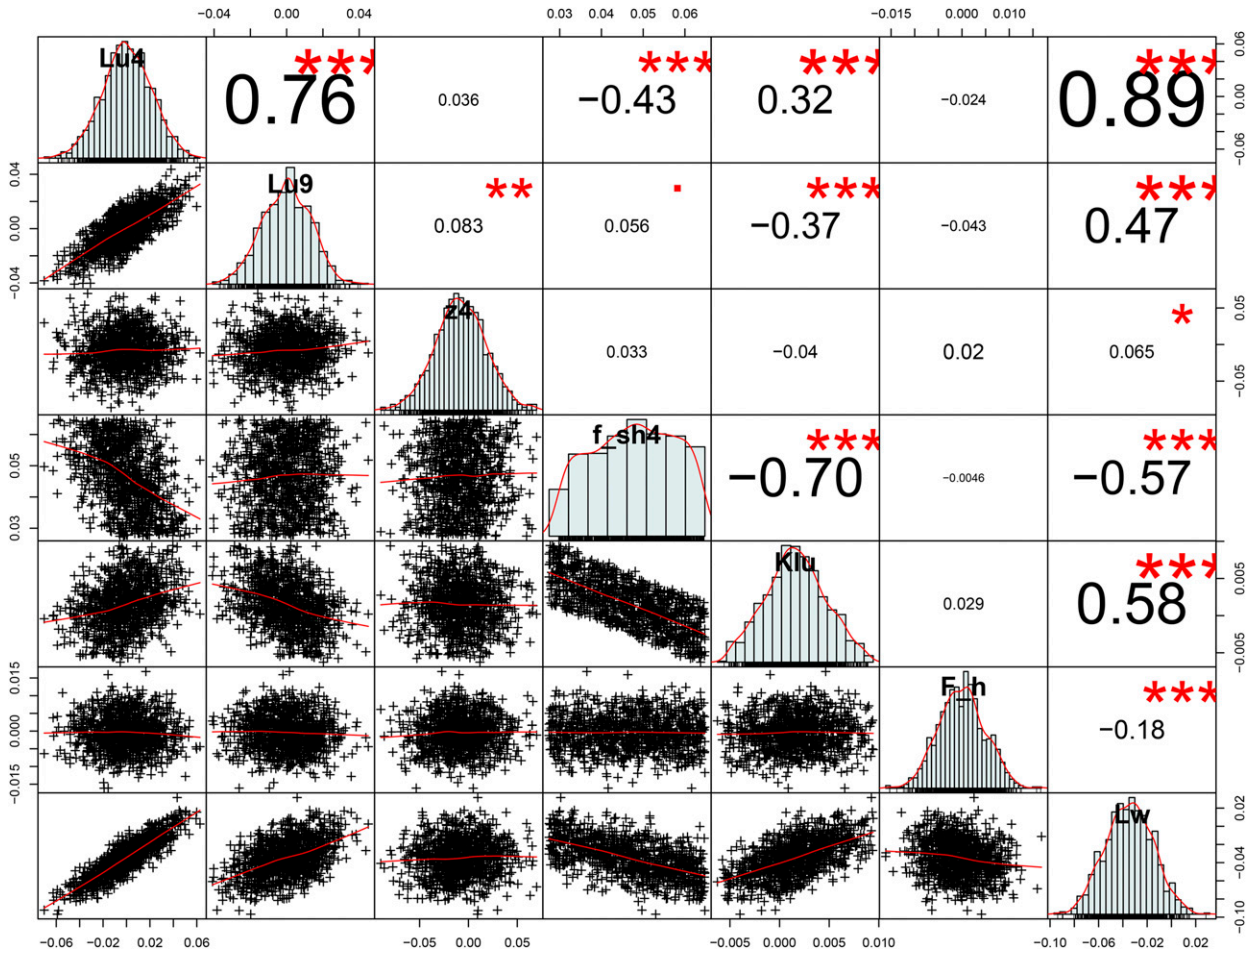 −0.04 0.00 0.04 0.03 0.04 0.05 0.06 −0.015 0.000 0.010
Lu4 0.76 *** 0.036 −0.43 *** 0.32 *** −0.024 0.89 *** −0.06 0.00 0.06
−0.04 0.00 0.04 Lu9 0.083 ** 0.056 . −0.37 *** −0.043 0.47 ***
z4 0.033 −0.04 0.02 0.065 * −0.05 0.05
0.03 0.05 f_sh4 −0.70 *** −0.0046 −0.57 ***
Klu 0.029 0.58 *** −0.005 0.005
−0.015 0.000 0.015 −0.18 ***
Lw −0.10 −0.04 0.02
−0.06 −0.02 0.02 0.06 −0.05 0.00 0.05 −0.005 0.000 0.005 0.010 −0.10 −0.06 −0.02 0.02